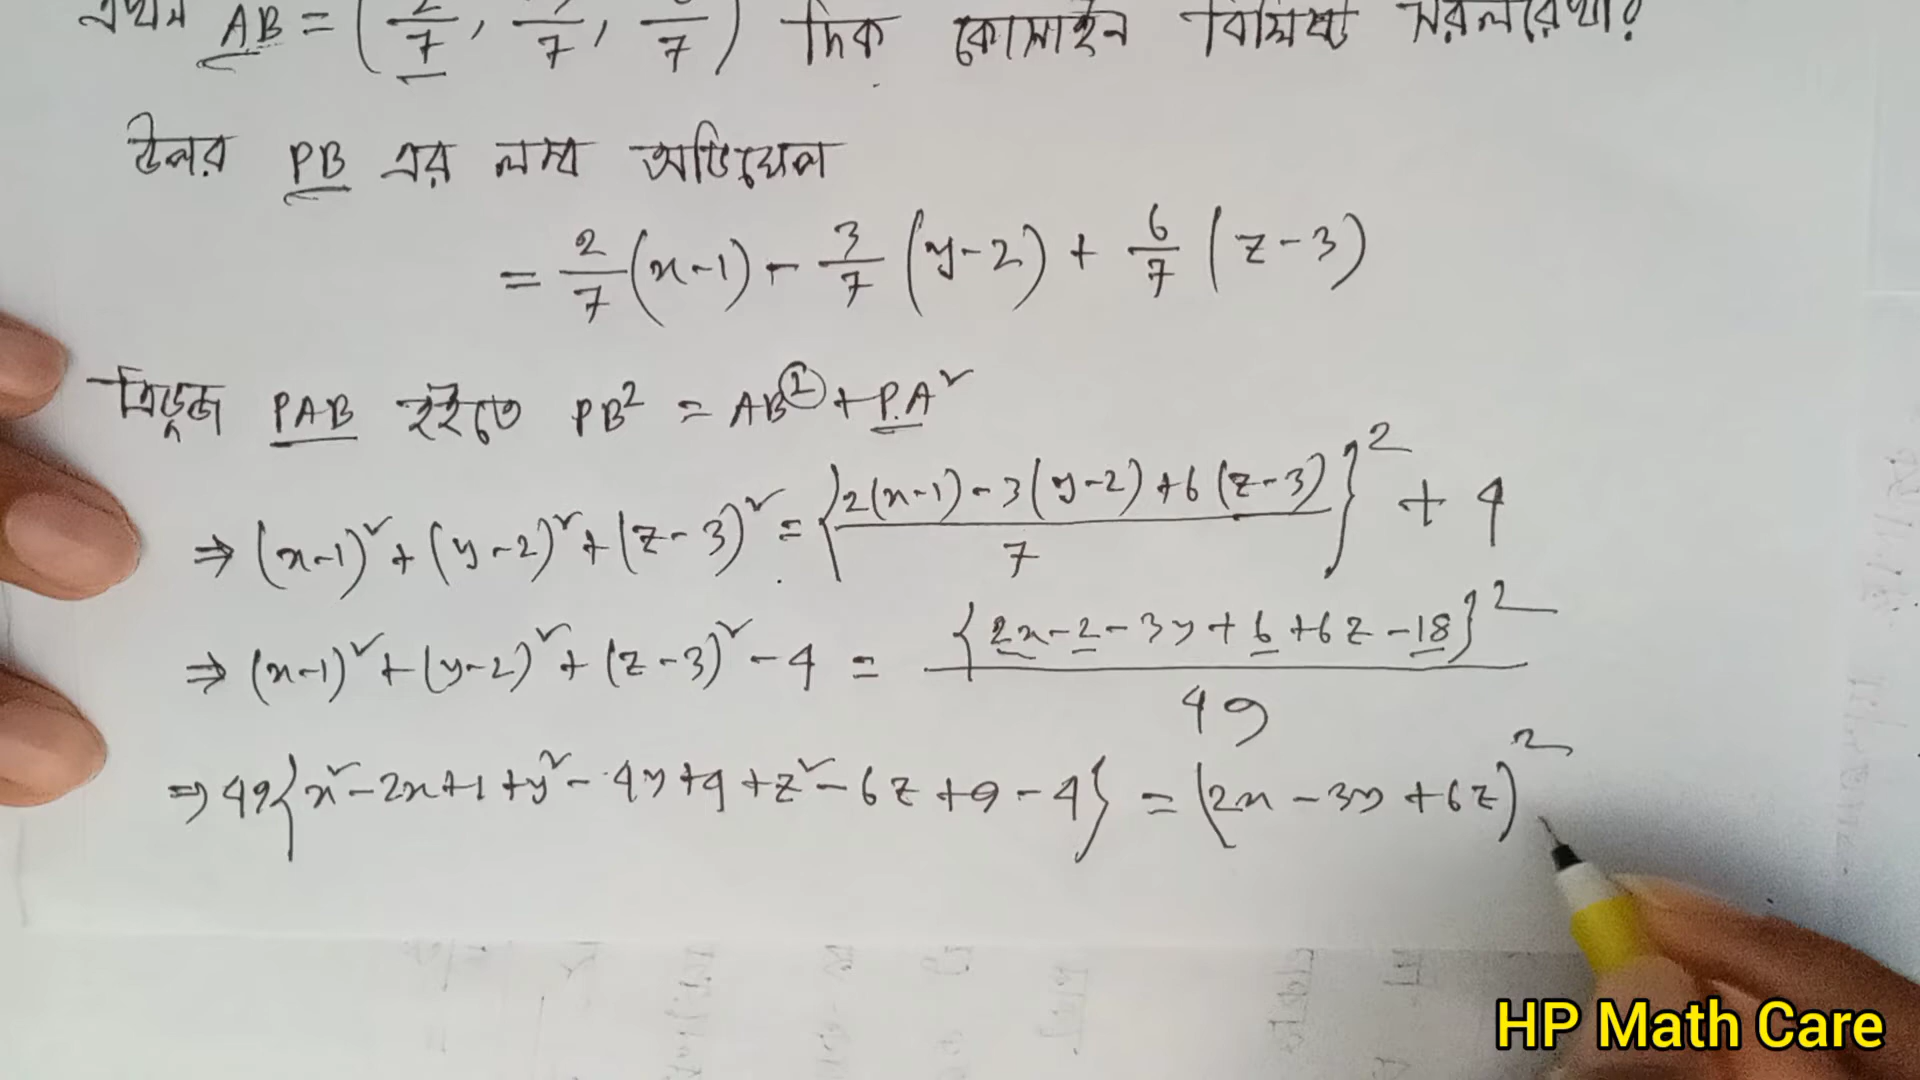 এখন AB = (2/7, /7, 6/7) দিক কোসাইন বিশিষ্ট সরলরেখার
উপর PB এর লম্ব অভিক্ষেপ
= 2/7 (x-1) - 3/7 (y-2) + 6/7 (z-3)
ত্রিভুজ PAB হইতে PB² = AB² + PA²
⇒ (x-1)² + (y-2)² + (z-3)² = {2(x-1) - 3(y-2) + 6(z-3) / 7}² + 4
⇒ (x-1)² + (y-2)² + (z-3)² - 4 = {2x-2-3y+6+6z-18}² / 49
⇒ 49{x²-2x+1+y²-4y+4+z²-6z+9-4} = (2x-3y+6z)²
HP Math Care